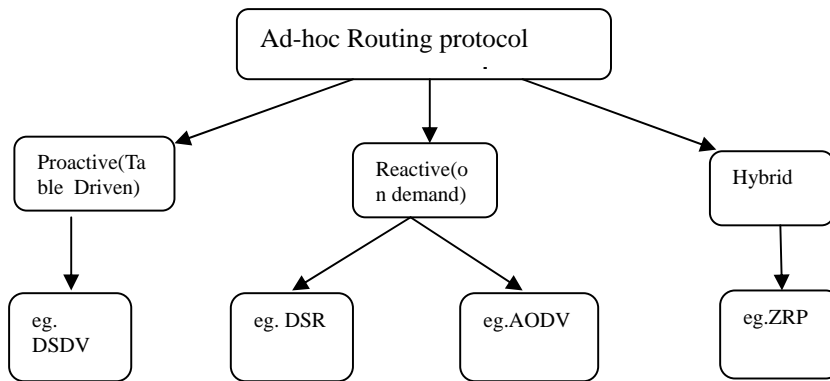 Ad-hoc Routing protocol
Proactive(Ta
ble Driven)
Reactive(o
n demand)
Hybrid
eg.
DSDV
eg. DSR
eg.AODV
eg.ZRP